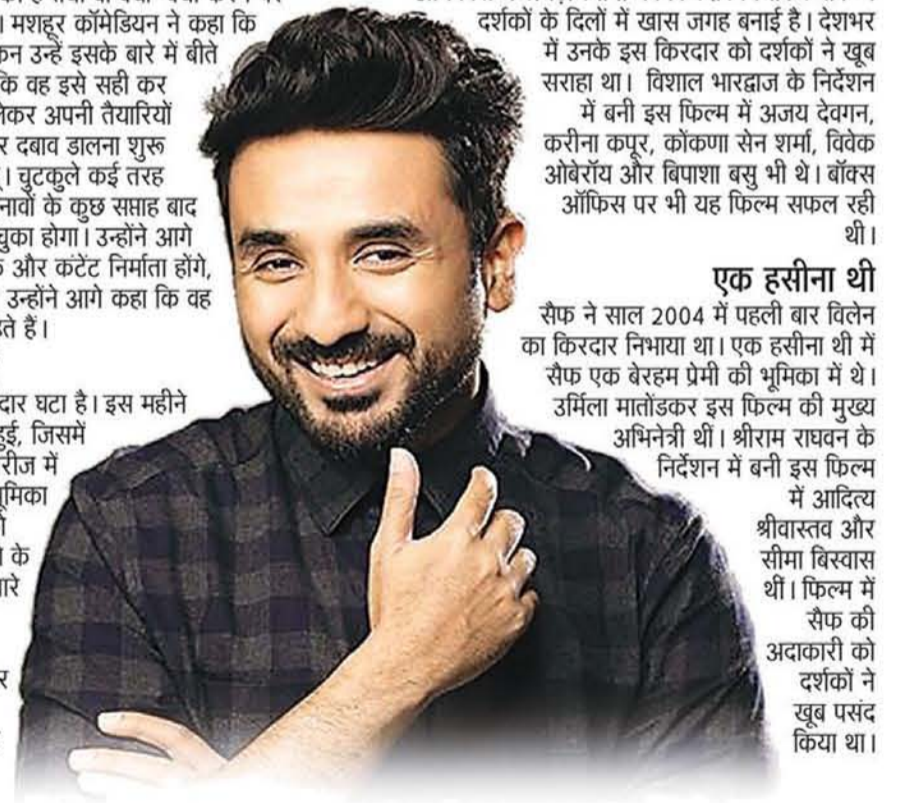 मशहूर कॉमेडियन ने कहा कि
उन्हें इसके बारे में बीते
कि वह इसे सही कर
अपनी तैयारियों
दबाव डालना शुरू
। चुटकुले कई तरह
के कुछ सप्ताह बाद
चुका होगा। उन्होंने आगे
और कंटेंट निर्माता होंगे,
उन्होंने आगे कहा कि वह
हैं।
घटा है। इस महीने
हुई, जिसमें
में
के
दर्शकों के दिलों में खास जगह बनाई है। देशभर
में उनके इस किरदार को दर्शकों ने खूब
सराहा था। विशाल भारद्वाज के निर्देशन
में बनी इस फिल्म में अजय देवगन,
करीना कपूर, कोंकणा सेन शर्मा, विवेक
ओबेरॉय और बिपाशा बसु भी थे। बॉक्स
ऑफिस पर भी यह फिल्म सफल रही
थी।
एक हसीना थी
सैफ ने साल 2004 में पहली बार विलेन
का किरदार निभाया था। एक हसीना थी में
सैफ एक बेरहम प्रेमी की भूमिका में थे।
उर्मिला मातोंडकर इस फिल्म की मुख्य
अभिनेत्री थीं। श्रीराम राघवन के
निर्देशन में बनी इस फिल्म
में आदित्य
श्रीवास्तव और
सीमा बिस्वास
थीं। फिल्म में
सैफ की
अदाकारी को
दर्शकों ने
खूब पसंद
किया था।